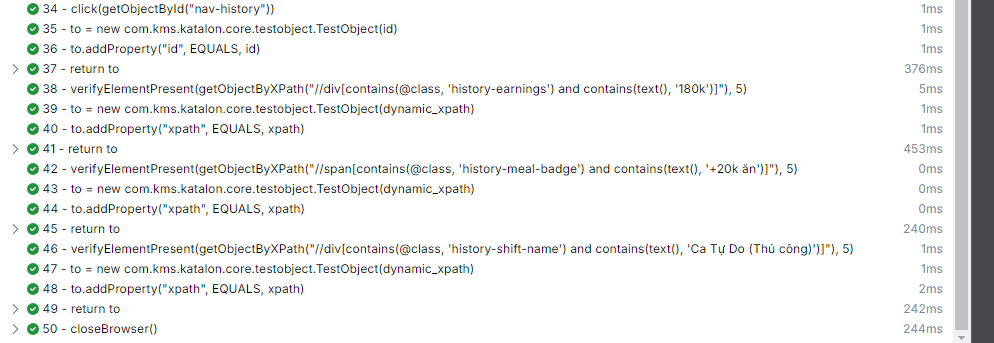 34 - click(getObjectById("nav-history")) 1ms
35 - to = new com.kms.katalon.core.testobject.TestObject(id) 1ms
36 - to.addProperty("id", EQUALS, id) 1ms
37 - return to 376ms
38 - verifyElementPresent(getObjectByXPath("//div[contains(@class, 'history-earnings') and contains(text(), '180k')]"), 5) 5ms
39 - to = new com.kms.katalon.core.testobject.TestObject(dynamic_xpath) 1ms
40 - to.addProperty("xpath", EQUALS, xpath) 1ms
41 - return to 453ms
42 - verifyElementPresent(getObjectByXPath("//span[contains(@class, 'history-meal-badge') and contains(text(), '+20k ăn')]"), 5) 0ms
43 - to = new com.kms.katalon.core.testobject.TestObject(dynamic_xpath) 0ms
44 - to.addProperty("xpath", EQUALS, xpath) 0ms
45 - return to 240ms
46 - verifyElementPresent(getObjectByXPath("//div[contains(@class, 'history-shift-name') and contains(text(), 'Ca Tự Do (Thủ công)')]"), 5) 1ms
47 - to = new com.kms.katalon.core.testobject.TestObject(dynamic_xpath) 1ms
48 - to.addProperty("xpath", EQUALS, xpath) 2ms
49 - return to 242ms
50 - closeBrowser() 244ms